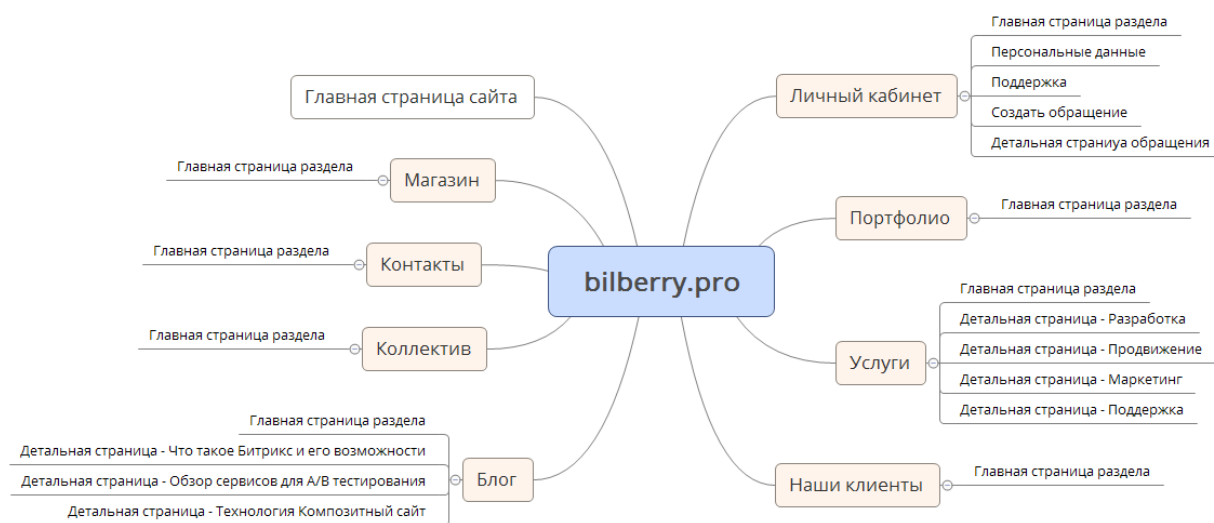 Главная страница сайта
Главная страница раздела
Магазин
Главная страница раздела
Контакты
Главная страница раздела
Коллектив
Главная страница раздела
Детальная страница - Что такое Битрикс и его возможности
Детальная страница - Обзор сервисов для A/B тестирования
Детальная страница - Технология Композитный сайт
Блог
bilberry.pro
Личный кабинет
Главная страница раздела
Персональные данные
Поддержка
Создать обращение
Детальная страниуа обращения
Портфолио
Главная страница раздела
Услуги
Главная страница раздела
Детальная страница - Разработка
Детальная страница - Продвижение
Детальная страница - Маркетинг
Детальная страница - Поддержка
Наши клиенты
Главная страница раздела